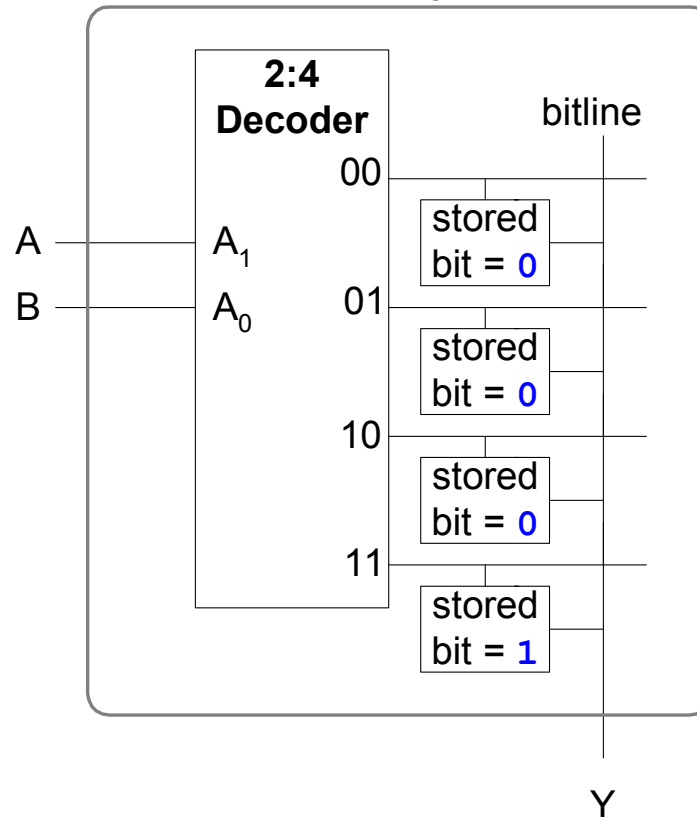 2:4
Decoder
bitline
00
stored
bit = 0
A
A1
B
A0
01
stored
bit = 0
10
stored
bit = 0
11
stored
bit = 1
Y